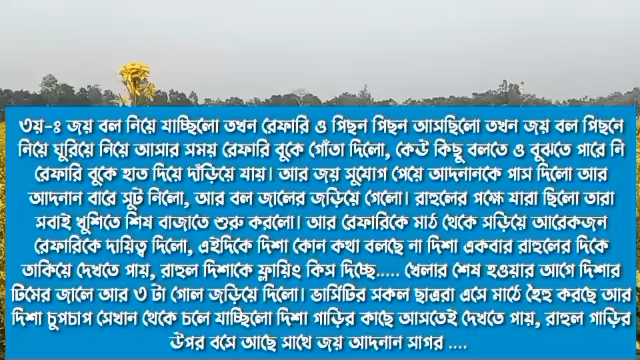 ৩য়-ঃ জয় বল নিয়ে যাচ্ছিলো তখন রেফারি ও পিছন পিছন আসছিলো তখন জয় বল পিছনে
নিয়ে ঘুরিয়ে নিয়ে আসার সময় রেফারি বুকে গোঁতা দিলো, কেউ কিছু বলতে ও বুঝতে পারে নি
রেফারি বুকে হাত দিয়ে দাঁড়িয়ে যায়। আর জয় সুযোগ পেয়ে আদনানকে পাস দিলো আর
আদনান বারে সুট নিলো, আর বল জালের জড়িয়ে গেলো। রাহুলের পক্ষে যারা ছিলো তারা
সবাই খুশিতে শিষ বাজাতে শুরু করলো। আর রেফারিকে মাঠ থেকে সড়িয়ে আরেকজন
রেফারিকে দায়িত্ব দিলো, এইদিকে দিশা কোন কথা বলছে না দিশা একবার রাহুলের দিকে
তাকিয়ে দেখতে পায়, রাহুল দিশাকে ফ্লায়িং কিস দিচ্ছে..... খেলার শেষ হওয়ার আগে দিশার
টিমের জালে আর ৩ টা গোল জড়িয়ে দিলো। ভার্সিটির সকল ছাত্ররা এসে মাঠে হৈহু করছে আর
দিশা চুপচাপ সেখান থেকে চলে যাচ্ছিলো দিশা গাড়ির কাছে আসতেই দেখতে পায়, রাহুল গাড়ির
উপর বসে আছে সাথে জয় আদনান সাগর ....